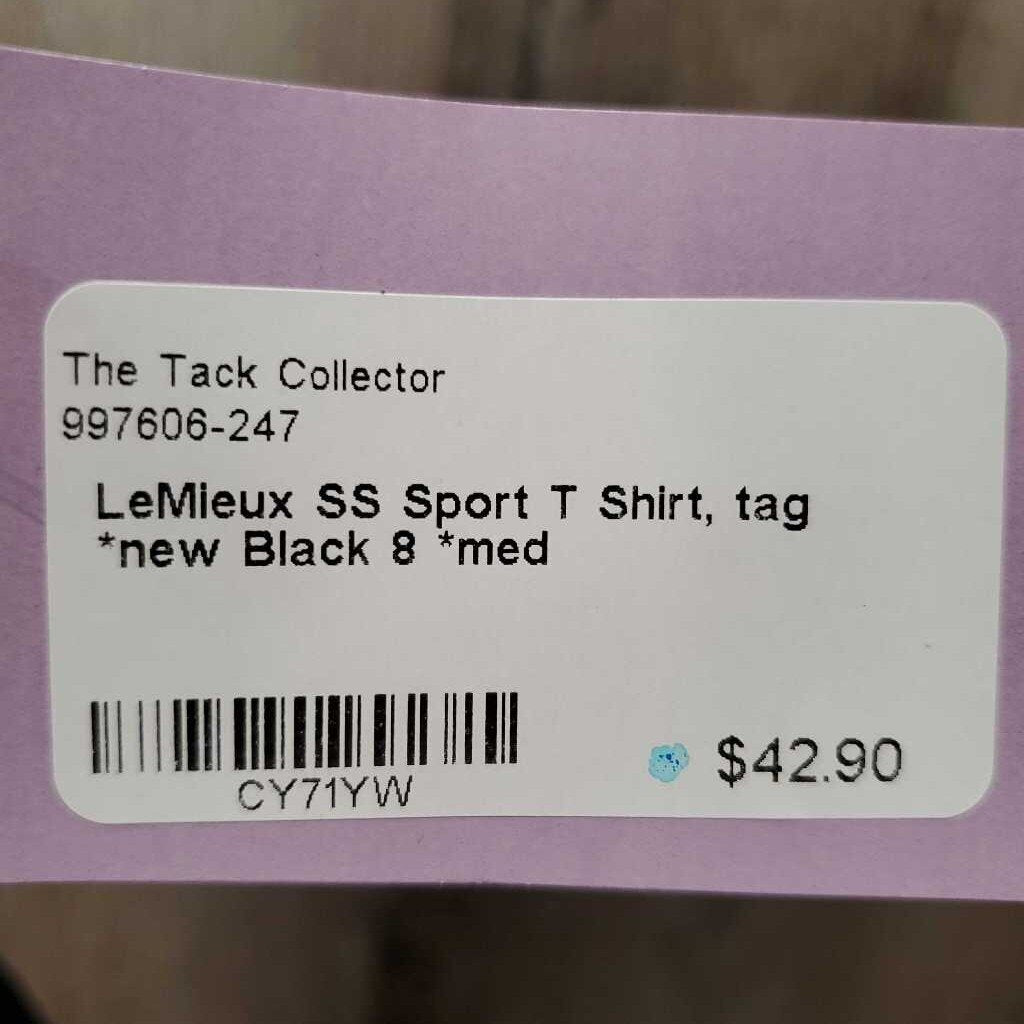 The Tack Collector
997606-247
LeMieux SS Sport T Shirt, tag
*new Black 8 *med
CY71YW
$42.90